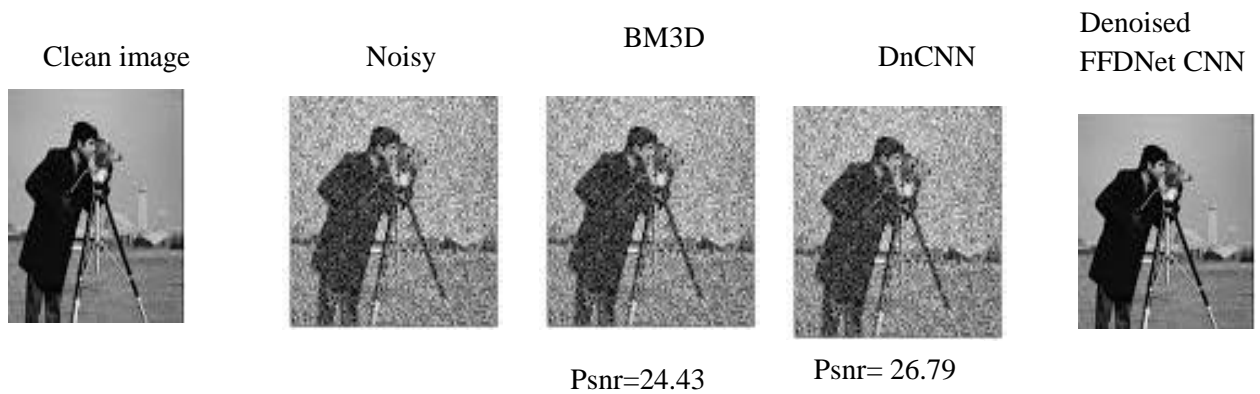 Clean image
Noisy
BM3D
DnCNN
Denoised
FFDNet CNN
Psnr=24.43
Psnr= 26.79